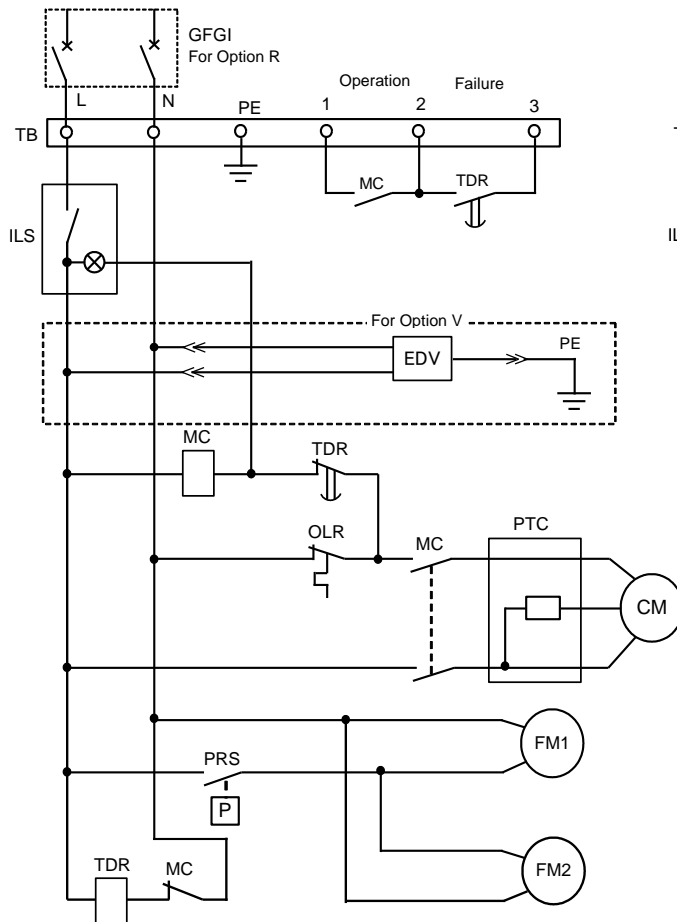 GFGI
For Option R
L
N
PE
1
Operation
2
Failure
3
TB
MC
TDR
ILS
IL
For Option V
EDV
PE
MC
TDR
OLR
MC
PTC
CM
FM1
PRS
P
TDR
MC
FM2